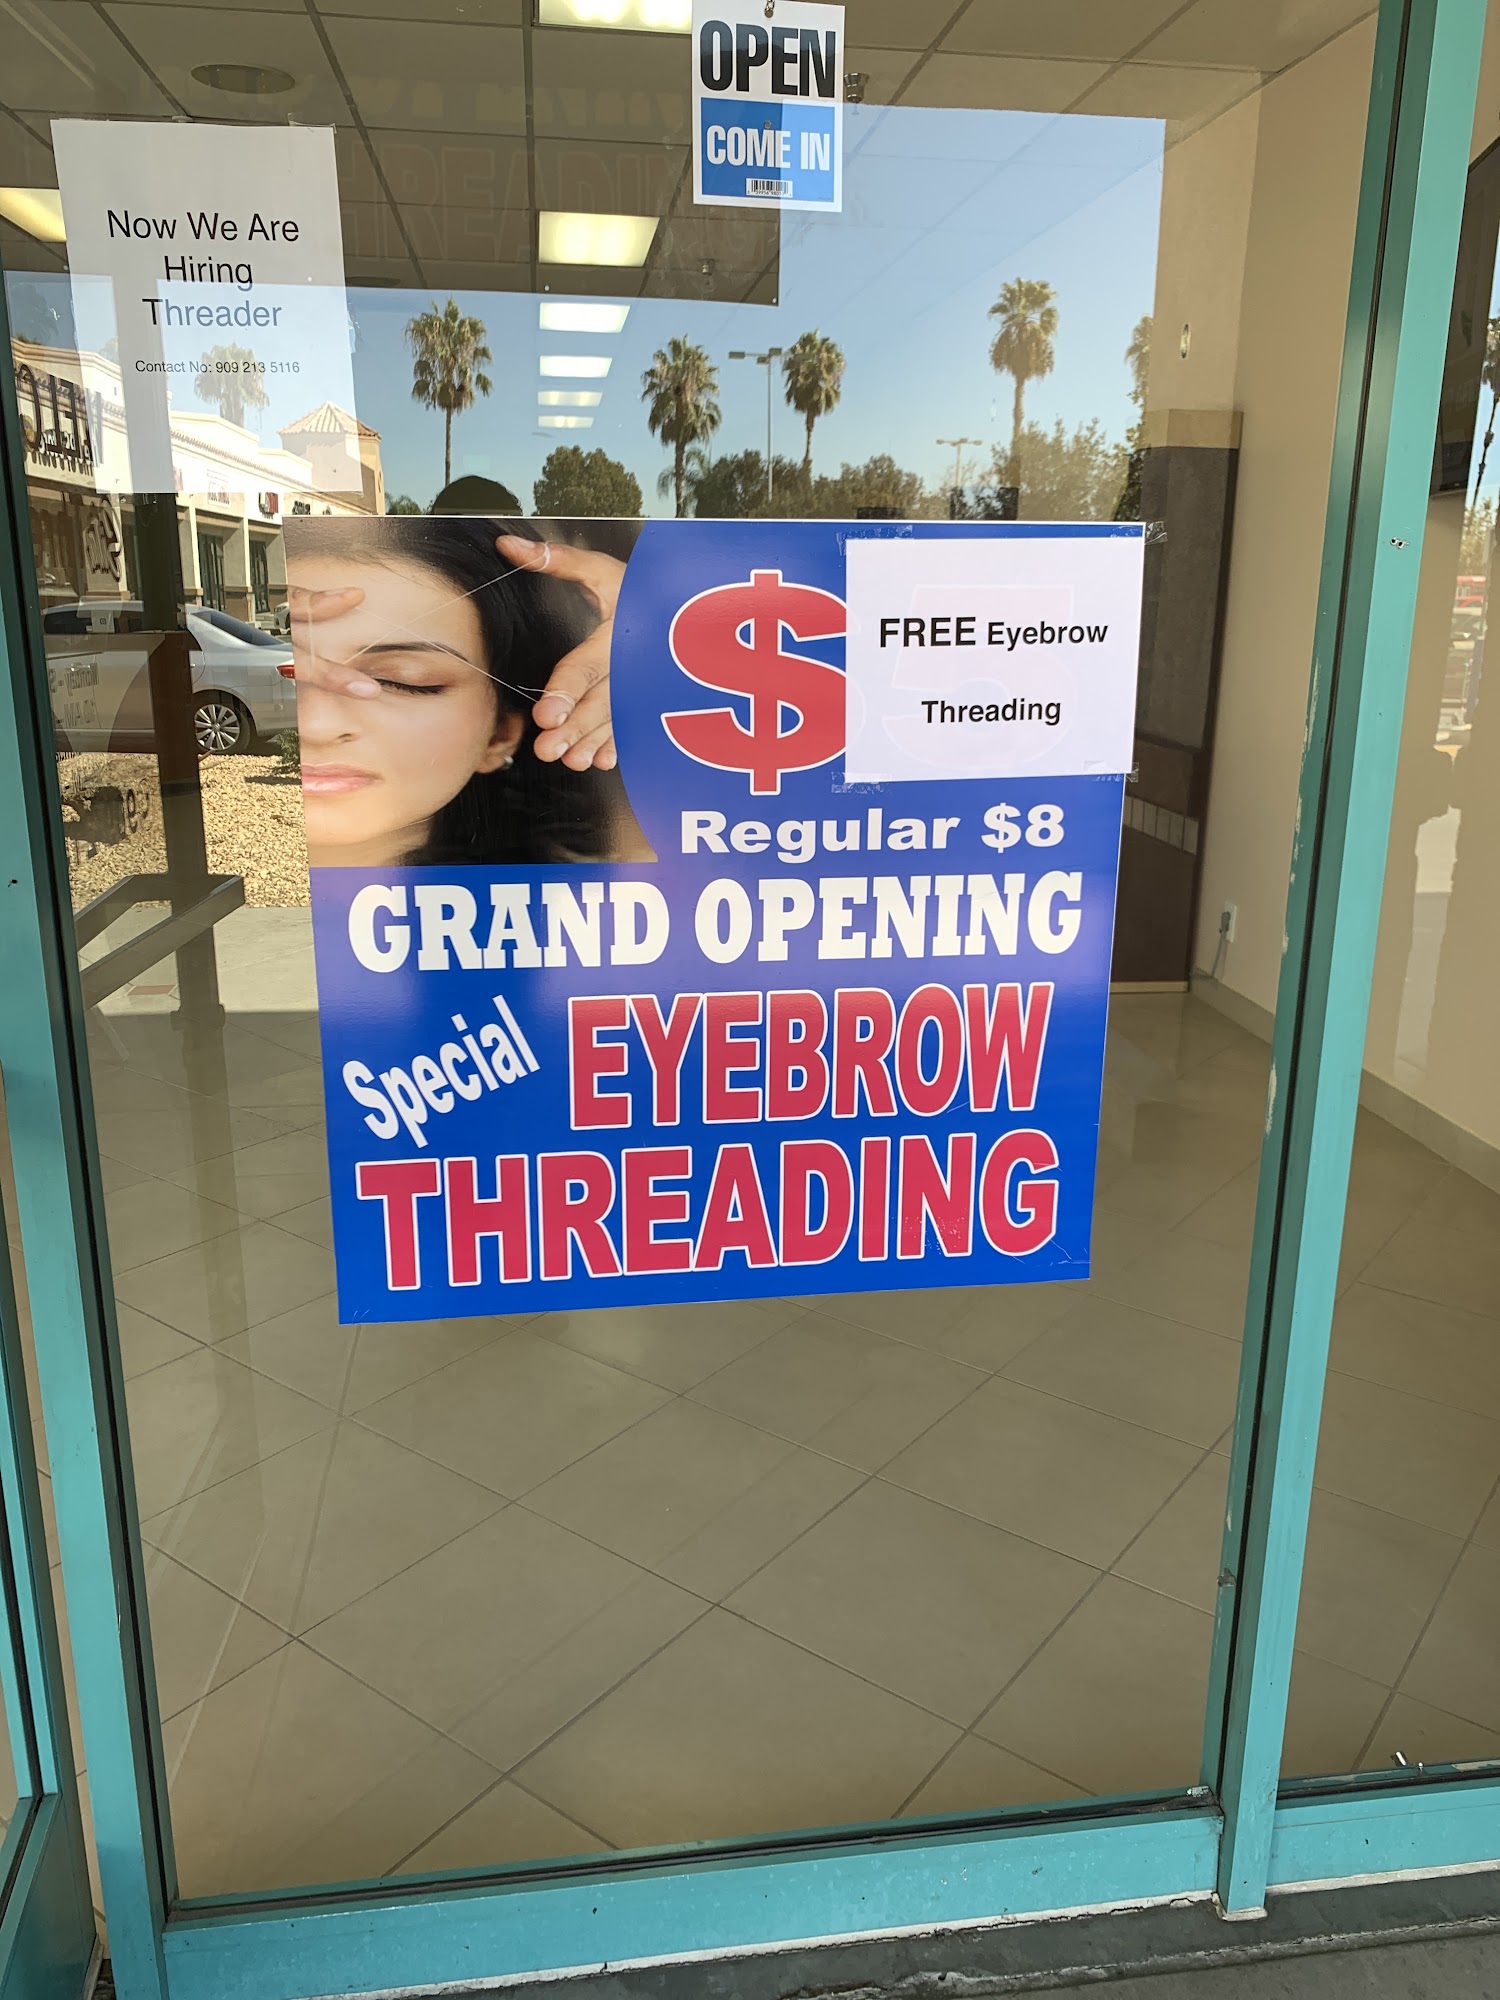 OPEN
COME IN
Now We Are
Hiring
Threader
Contact No: 909 213 5116
$
FREE Eyebrow
Threading
Regular $8
GRAND OPENING
Special EYEBROW
THREADING